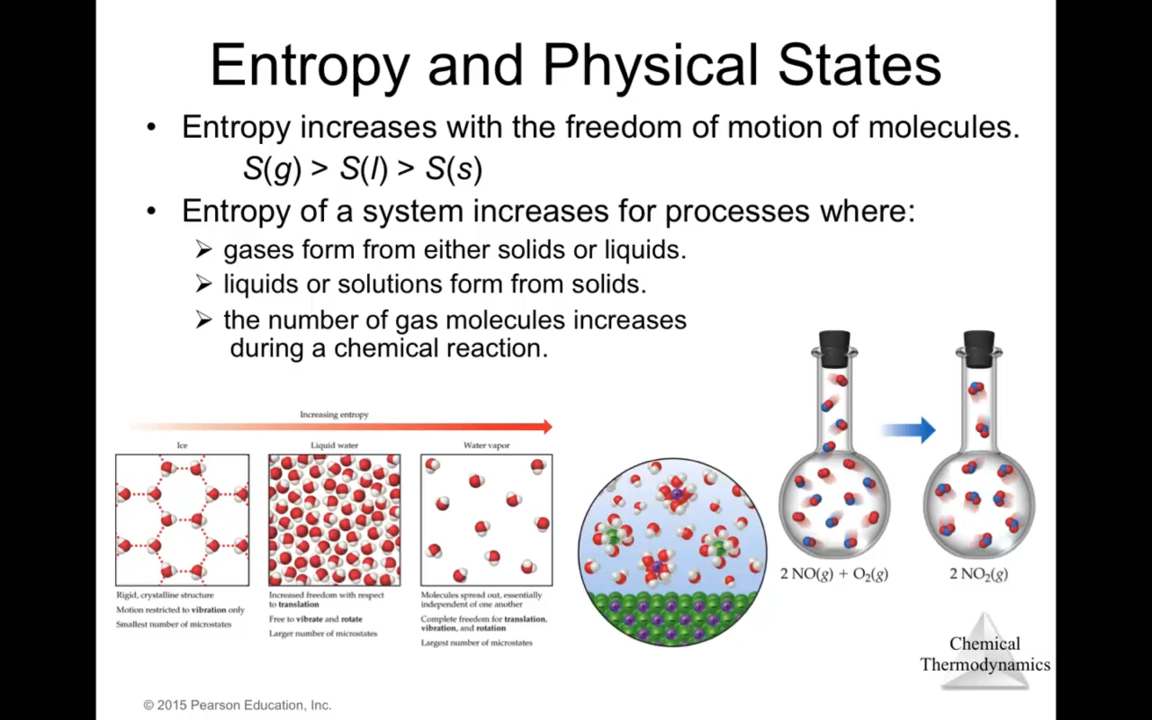 Entropy and Physical States
• Entropy increases with the freedom of motion of molecules.
S(g) > S(l) > S(s)
• Entropy of a system increases for processes where:
➢ gases form from either solids or liquids.
➢ liquids or solutions form from solids.
➢ the number of gas molecules increases
during a chemical reaction.
Increasing entropy
Ice
Rigid, crystalline structure
Motion restricted to vibration only
Smallest number of microstates
Liquid water
Increased freedom with respect
to translation
Free to vibrate and rotate
Larger number of microstates
Water vapor
Molecules spread out, essentially
independent of one another
Complete freedom for translation,
vibration, and rotation
Largest number of microstates
2 NO(g) + O₂(g)
2 NO₂(g)
Chemical
Thermodynamics
© 2015 Pearson Education, Inc.